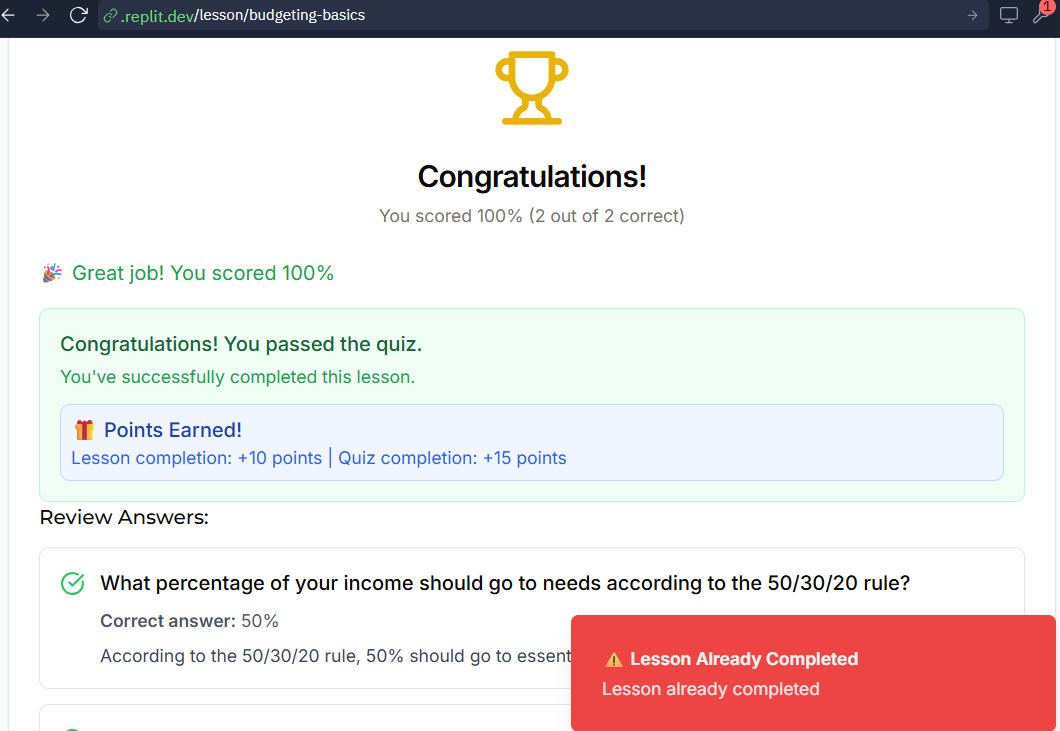 .replit.dev/lesson/budgeting-basics
1
Congratulations!
You scored 100% (2 out of 2 correct)
🎉 Great job! You scored 100%
Congratulations! You passed the quiz.
You've successfully completed this lesson.
🎁 Points Earned!
Lesson completion: +10 points | Quiz completion: +15 points
Review Answers:
What percentage of your income should go to needs according to the 50/30/20 rule?
Correct answer: 50%
According to the 50/30/20 rule, 50% should go to essent
⚠️ Lesson Already Completed
Lesson already completed